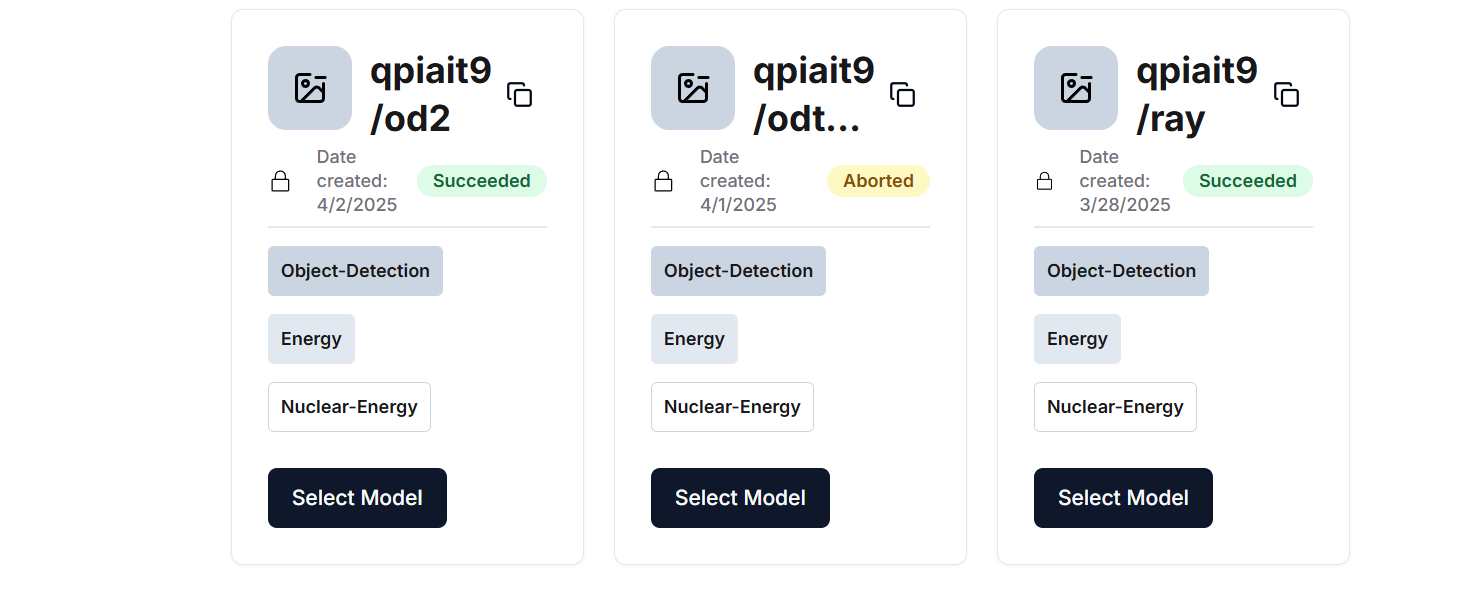 qpiait9
/od2
Date
created:
4/2/2025
Succeeded
Object-Detection
Energy
Nuclear-Energy
Select Model
qpiait9
/odt...
Date
created:
4/1/2025
Aborted
Object-Detection
Energy
Nuclear-Energy
Select Model
qpiait9
/ray
Date
created:
3/28/2025
Succeeded
Object-Detection
Energy
Nuclear-Energy
Select Model